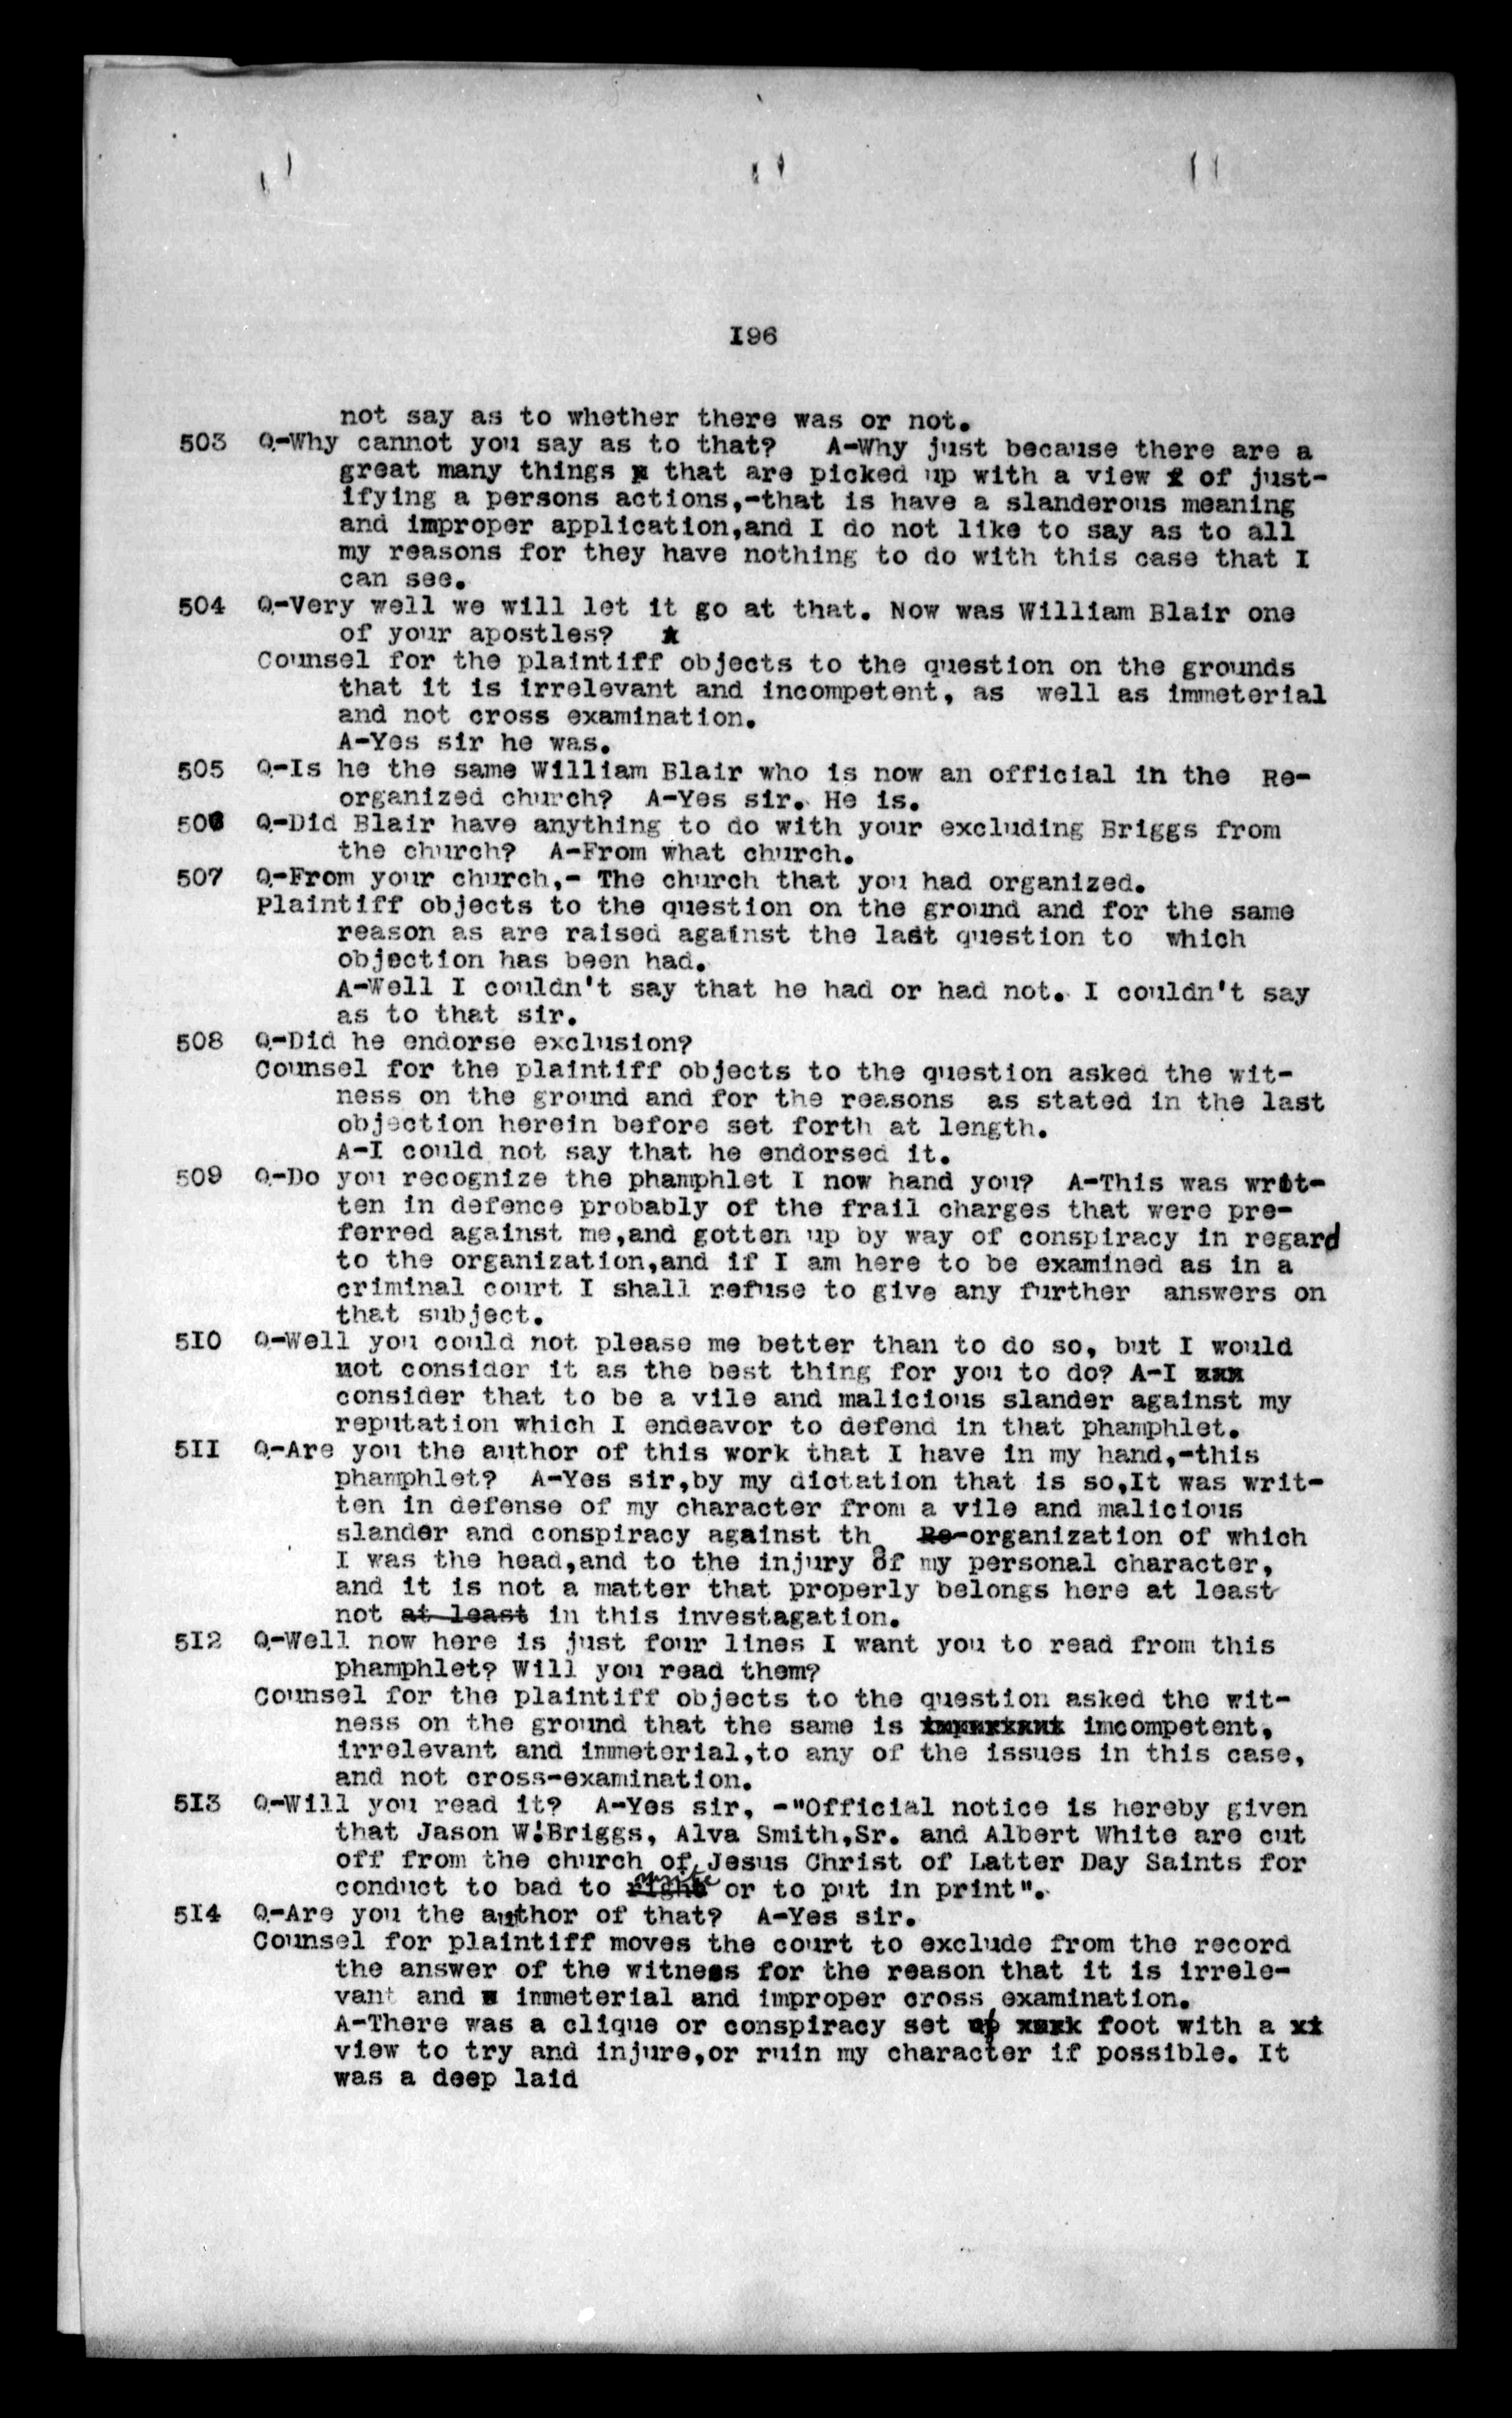 I96
not say as to whether there was or not.
503 Q-Why cannot you say as to that? A-Why just because there are a
great many things x that are picked up with a view x of just-
ifying a persons actions,-that is have a slanderous meaning
and improper application,and I do not like to say as to all
my reasons for they have nothing to do with this case that I
can see.
504 Q-Very well we will let it go at that. Now was William Blair one
of your apostles?
Counsel for the plaintiff objects to the question on the grounds
that it is irrelevant and incompetent, as well as immeterial
and not cross examination.
A-Yes sir he was.
505 Q-Is he the same William Blair who is now an official in the Re-
organized church? A-Yes sir. He is.
506 Q-Did Blair have anything to do with your excluding Briggs from
the church? A-From what church.
507 Q-From your church,- The church that you had organized.
Plaintiff objects to the question on the ground and for the same
reason as are raised against the last question to which
objection has been had.
A-Well I couldn't say that he had or had not. I couldn't say
as to that sir.
508 Q-Did he endorse exclusion?
Counsel for the plaintiff objects to the question asked the wit-
ness on the ground and for the reasons as stated in the last
objection herein before set forth at length.
A-I could not say that he endorsed it.
509 Q-Do you recognize the phamphlet I now hand you? A-This was writ-
ten in defence probably of the frail charges that were pre-
ferred against me,and gotten up by way of conspiracy in regard
to the organization,and if I am here to be examined as in a
criminal court I shall refuse to give any further answers on
that subject.
5I0 Q-Well you could not please me better than to do so, but I would
not consider it as the best thing for you to do? A-I xxx
consider that to be a vile and malicious slander against my
reputation which I endeavor to defend in that phamphlet.
5II Q-Are you the author of this work that I have in my hand,-this
phamphlet? A-Yes sir,by my dictation that is so,It was writ-
ten in defense of my character from a vile and malicious
slander and conspiracy against the Re-organization of which
I was the head,and to the injury of my personal character,
and it is not a matter that properly belongs here at least
not at least in this investagation.
5I2 Q-Well now here is just four lines I want you to read from this
phamphlet? Will you read them?
Counsel for the plaintiff objects to the question asked the wit-
ness on the ground that the same is imcompetent,
irrelevant and immeterial,to any of the issues in this case,
and not cross-examination.
5I3 Q-Will you read it? A-Yes sir, -"Official notice is hereby given
that Jason W.Briggs, Alva Smith,Sr. and Albert White are cut
off from the church of Jesus Christ of Latter Day Saints for
conduct to bad to right write or to put in print".
5I4 Q-Are you the author of that? A-Yes sir.
Counsel for plaintiff moves the court to exclude from the record
the answer of the witness for the reason that it is irrele-
vant and x immeterial and improper cross examination.
A-There was a clique or conspiracy set foot with a xi
view to try and injure,or ruin my character if possible. It
was a deep laid